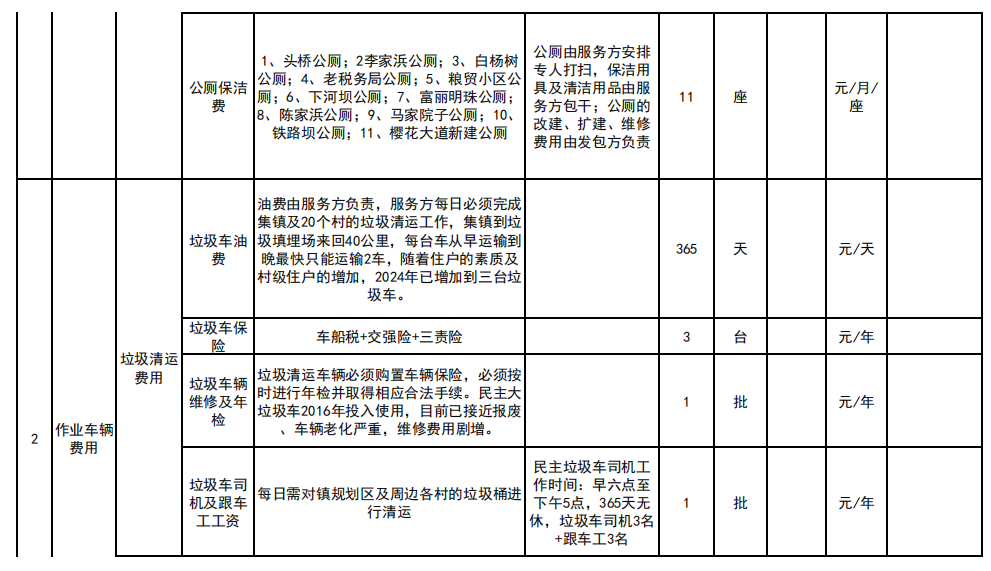 公厕保洁
费
1、头桥公厕；2李家浜公厕；3、白杨树
公厕；4、老税务局公厕；5、粮贸小区公
厕；6、下河坝公厕；7、富丽明珠公厕；
8、陈家浜公厕；9、马家院子公厕；10、
铁路坝公厕；11、樱花大道新建公厕
公厕由服务方安排
专人打扫，保洁用
具及清洁用品由服
务方包干；公厕的
改建、扩建、维修
费用由发包方负责
11
座
元/月/
座
2
作业车辆
费用
垃圾清运
费用
垃圾车油
费
油费由服务方负责，服务方每日必须完成
集镇及20个村的垃圾清运工作，集镇到垃
圾填埋场来回40公里，每台车从早运输到
晚最快只能运输2车，随着住户的素质及
村级住户的增加，2024年已增加到三台垃
圾车。
365
天
元/天
垃圾车保
险
车船税+交强险+三责险
3
台
元/年
垃圾车辆
维修及年
检
垃圾清运车辆必须购置车辆保险，必须按
时进行年检并取得相应合法手续。民主大
垃圾车2016年投入使用，目前已接近报废
、车辆老化严重，维修费用剧增。
1
批
元/年
垃圾车司
机及跟车
工工资
每日需对镇规划区及周边各村的垃圾桶进
行清运
民主垃圾车司机工
作时间：早六点至
下午5点，365天无
休，垃圾车司机3名
+跟车工3名
1
批
元/年